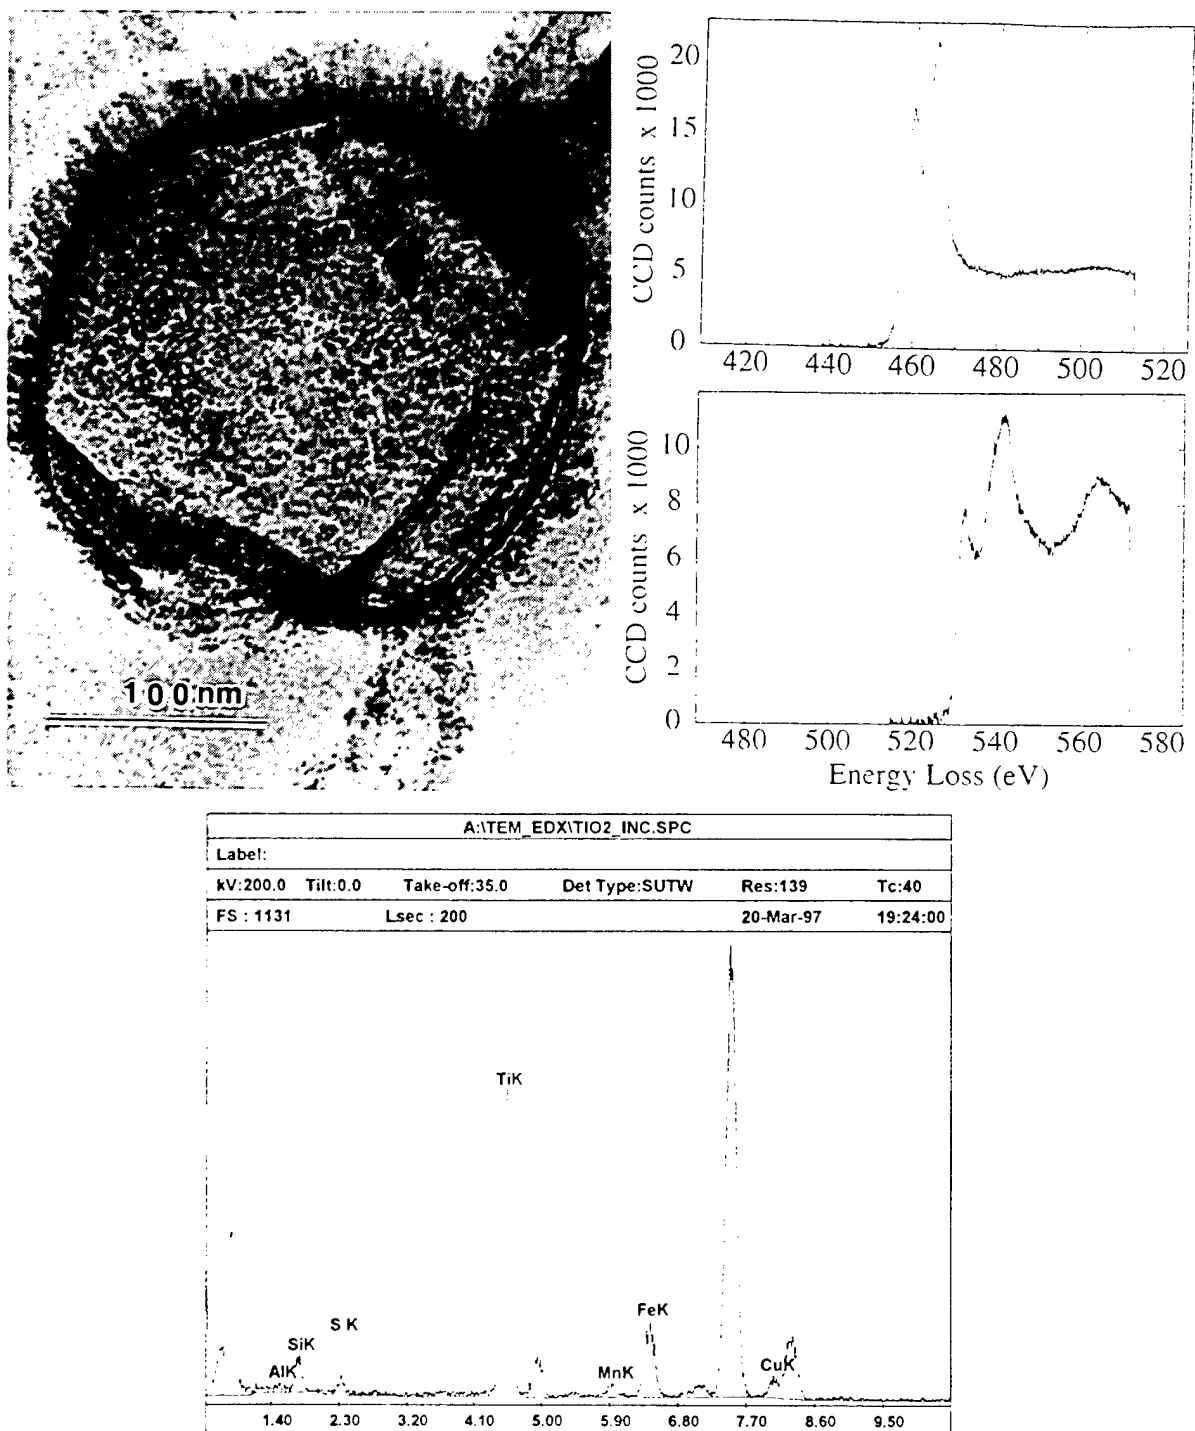 100nm
CCD counts x 1000
20
15
10
5
0
420 440 460 480 500 520
CCD counts x 1000
10
8
6
4
2
0
480 500 520 540 560 580
Energy Loss (eV)
A:\TEM_EDX\TIO2_INC.SPC
Label:
kV:200.0 Tilt:0.0 Take-off:35.0 Det Type:SUTW Res:139 Tc:40
FS : 1131 Lsec : 200 20-Mar-97 19:24:00
TiK
S K
SiK
AlK
FeK
MnK
CuK
1.40 2.30 3.20 4.10 5.00 5.90 6.80 7.70 8.60 9.50